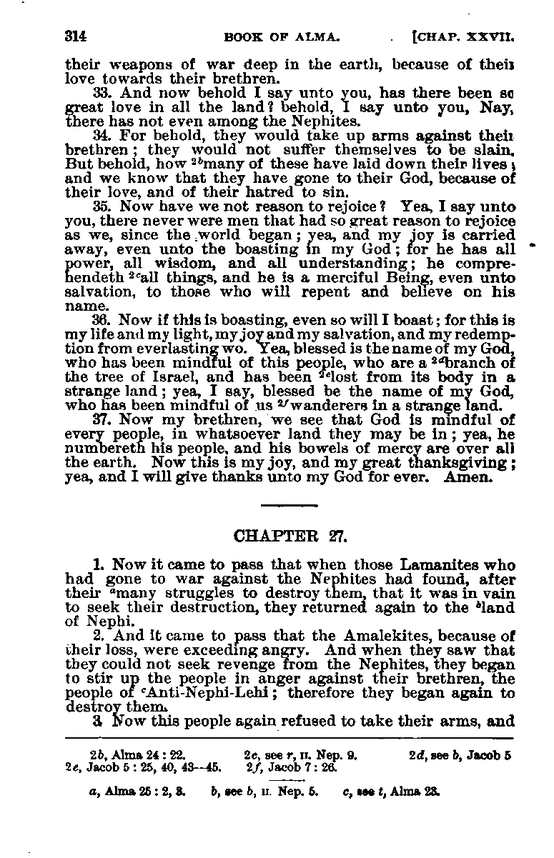 314 BOOK OF ALMA. [CHAP. XXVII.
their weapons of war deep in the earth, because of their
love towards their brethren.
33. And now behold I say unto you, has there been so
great love in all the land? behold, I say unto you, Nay,
there has not even among the Nephites.
34. For behold, they would take up arms against their
brethren; they would not suffer themselves to be slain.
But behold, how 2bmany of these have laid down their lives;
and we know that they have gone to their God, because of
their love, and of their hatred to sin.
35. Now have we not reason to rejoice? Yea, I say unto
you, there never were men that had so great reason to rejoice
as we, since the world began; yea, and my joy is carried
away, even unto the boasting in my God; for he has all
power, all wisdom, and all understanding; he compre-
hendeth 2call things, and he is a merciful Being, even unto
salvation, to those who will repent and believe on his
name.
36. Now if this is boasting, even so will I boast; for this is
my life and my light, my joy and my salvation, and my redemp-
tion from everlasting wo. Yea, blessed is the name of my God,
who has been mindful of this people, who are a 2dbranch of
the tree of Israel, and has been 2elost from its body in a
strange land; yea, I say, blessed be the name of my God,
who has been mindful of us 2fwanderers in a strange land.
37. Now my brethren, we see that God is mindful of
every people, in whatsoever land they may be in; yea, he
numbereth his people, and his bowels of mercy are over all
the earth. Now this is my joy, and my great thanksgiving;
yea, and I will give thanks unto my God for ever. Amen.
CHAPTER 27.
1. Now it came to pass that when those Lamanites who
had gone to war against the Nephites had found, after
their amany struggles to destroy them, that it was in vain
to seek their destruction, they returned again to the bland
of Nephi.
2. And it came to pass that the Amalekites, because of
their loss, were exceeding angry. And when they saw that
they could not seek revenge from the Nephites, they began
to stir up the people in anger against their brethren, the
people of cAnti-Nephi-Lehi; therefore they began again to
destroy them.
3. Now this people again refused to take their arms, and
2b, Alma 24: 22. 2c, see r, II. Nep. 9. 2d, see b, Jacob 5
2e, Jacob 5: 25, 40, 43—45. 2f, Jacob 7: 26.
a, Alma 25: 2, 3. b, see b, II. Nep. 5. c, see t, Alma 23.